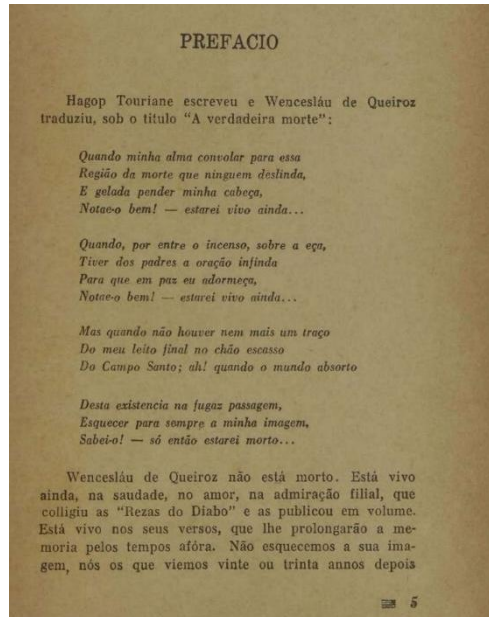 PREFACIO
Hagop Touriane escreveu e Wencesláu de Queiroz
traduziu, sob o titulo "A verdadeira morte":
Quando minha alma convolar para essa
Região da morte que ninguem deslinda,
E gelada pender minha cabeça,
Notae-o bem! — estarei vivo ainda...
Quando, por entre o incenso, sobre a eça,
Tiver dos padres a oração infinda
Para que em paz eu adormeça,
Notae-o bem! — estarei vivo ainda...
Mas quando não houver nem mais um traço
Do meu leito final no chão escasso
Do Campo Santo; ah! quando o mundo absorto
Desta existencia na fugaz passagem,
Esquecer para sempre a minha imagem,
Sabei-o! — só então estarei morto...
Wencesláu de Queiroz não está morto. Está vivo
ainda, na saudade, no amor, na admiração filial, que
colligiu as "Rezas do Diabo" e as publicou em volume.
Está vivo nos seus versos, que lhe prolongarão a me-
moria pelos tempos afóra. Não esquecemos a sua ima-
gem, nós os que viemos vinte ou trinta annos depois
5